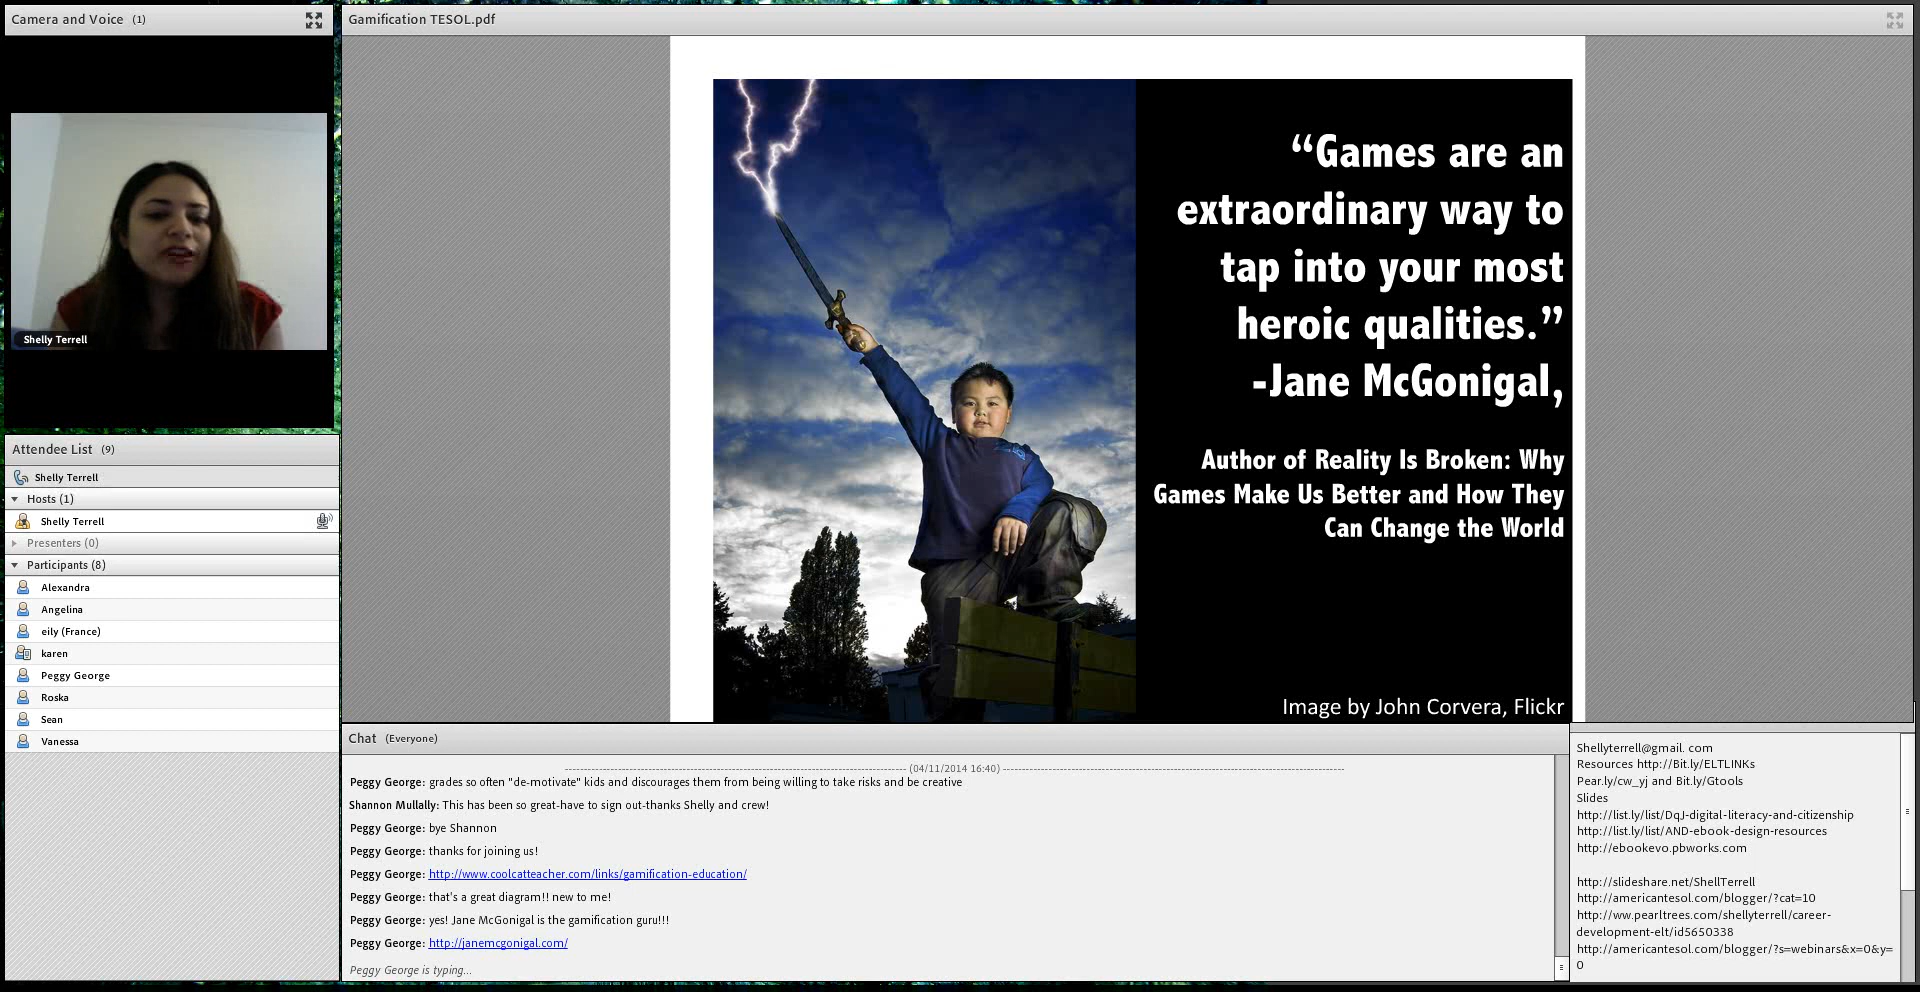 Camera and Voice (1)
Shelly Terrell
Attendee List (9)
Shelly Terrell
Hosts (1)
Shelly Terrell
Presenters (0)
Participants (8)
Alexandra
Angelina
eily (France)
karen
Peggy George
Roska
Sean
Vanessa
Gamification TESOL.pdf
“Games are an
extraordinary way to
tap into your most
heroic qualities.”
-Jane McGonigal,
Author of Reality Is Broken: Why
Games Make Us Better and How They
Can Change the World
Image by John Corvera, Flickr
Chat (Everyone)
(04/11/2014 16:40)
Peggy George: grades so often "de-motivate" kids and discourages them from being willing to take risks and be creative
Shannon Mullally: This has been so great-have to sign out-thanks Shelly and crew!
Peggy George: bye Shannon
Peggy George: thanks for joining us!
Peggy George: http://www.coolcatteacher.com/links/gamification-education/
Peggy George: that's a great diagram!! new to me!
Peggy George: yes! Jane McGonigal is the gamification guru!!!
Peggy George: http://janemcgonigal.com/
Peggy George is typing...
Shellyterrell@gmail. com
Resources http://Bit.ly/ELTLINKs
Pear.ly/cw_yj and Bit.ly/Gtools
Slides
http://list.ly/list/DqJ-digital-literacy-and-citizenship
http://list.ly/list/AND-ebook-design-resources
http://ebookevo.pbworks.com
http://slideshare.net/ShellTerrell
http://americantesol.com/blogger/?cat=10
http://ww.pearltrees.com/shellyterrell/career-
development-elt/id5650338
http://americantesol.com/blogger/?s=webinars&x=0&y=
0